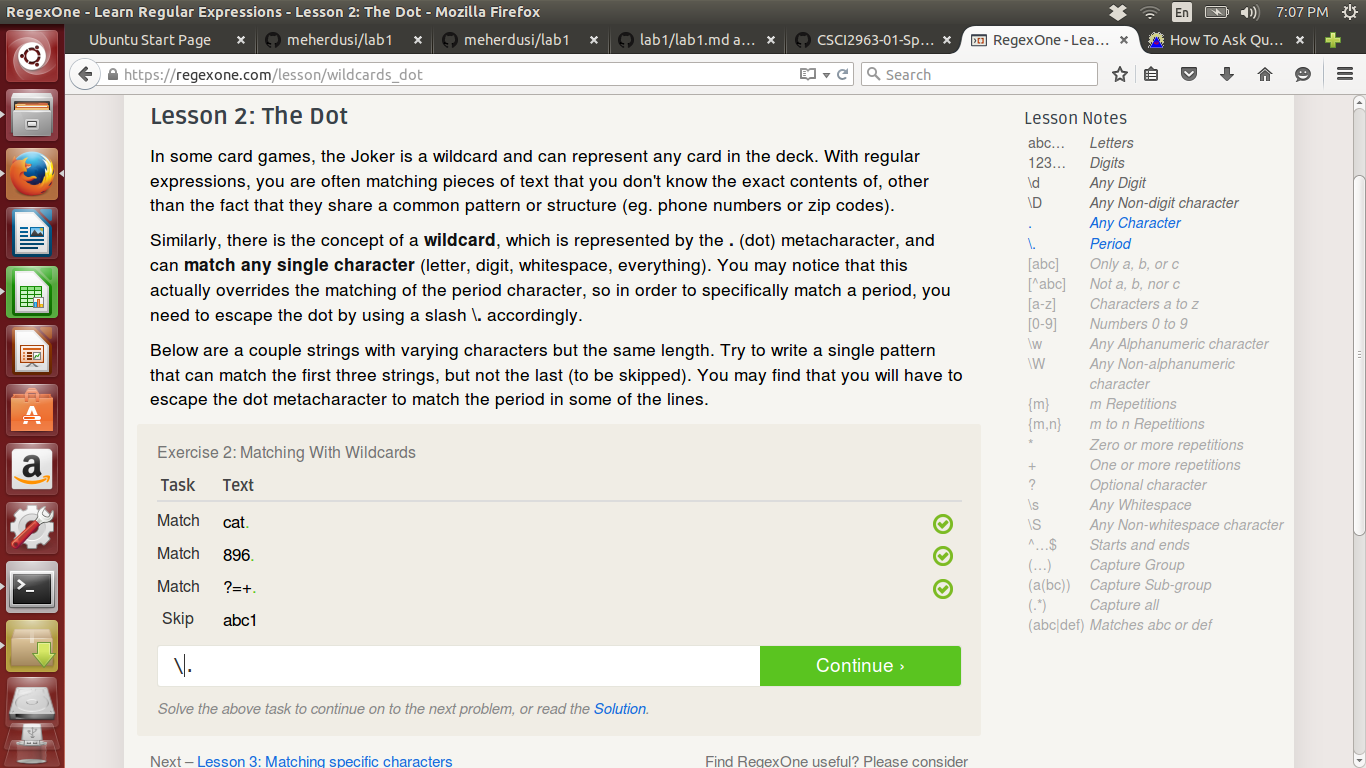 RegexOne - Learn Regular Expressions - Lesson 2: The Dot - Mozilla Firefox
En
7:07 PM
Ubuntu Start Page
meherdusi/lab1
meherdusi/lab1
lab1/lab1.md a...
CSCI2963-01-Sp...
RegexOne - Lea...
How To Ask Qu...
https://regexone.com/lesson/wildcards_dot
Search
Lesson 2: The Dot
In some card games, the Joker is a wildcard and can represent any card in the deck. With regular
expressions, you are often matching pieces of text that you don't know the exact contents of, other
than the fact that they share a common pattern or structure (eg. phone numbers or zip codes).
Similarly, there is the concept of a wildcard, which is represented by the . (dot) metacharacter, and
can match any single character (letter, digit, whitespace, everything). You may notice that this
actually overrides the matching of the period character, so in order to specifically match a period, you
need to escape the dot by using a slash \. accordingly.
Below are a couple strings with varying characters but the same length. Try to write a single pattern
that can match the first three strings, but not the last (to be skipped). You may find that you will have to
escape the dot metacharacter to match the period in some of the lines.
Exercise 2: Matching With Wildcards
Task Text
Match cat.
Match 896.
Match ?=+.
Skip abc1
\.
Continue ›
Solve the above task to continue on to the next problem, or read the Solution.
Next – Lesson 3: Matching specific characters
Find RegexOne useful? Please consider
Lesson Notes
abc… Letters
123… Digits
\d Any Digit
\D Any Non-digit character
. Any Character
\. Period
[abc] Only a, b, or c
[^abc] Not a, b, nor c
[a-z] Characters a to z
[0-9] Numbers 0 to 9
\w Any Alphanumeric character
\W Any Non-alphanumeric
character
{m} m Repetitions
{m,n} m to n Repetitions
* Zero or more repetitions
+ One or more repetitions
? Optional character
\s Any Whitespace
\S Any Non-whitespace character
^…$ Starts and ends
(…) Capture Group
(a(bc)) Capture Sub-group
(.*) Capture all
(abc|def) Matches abc or def